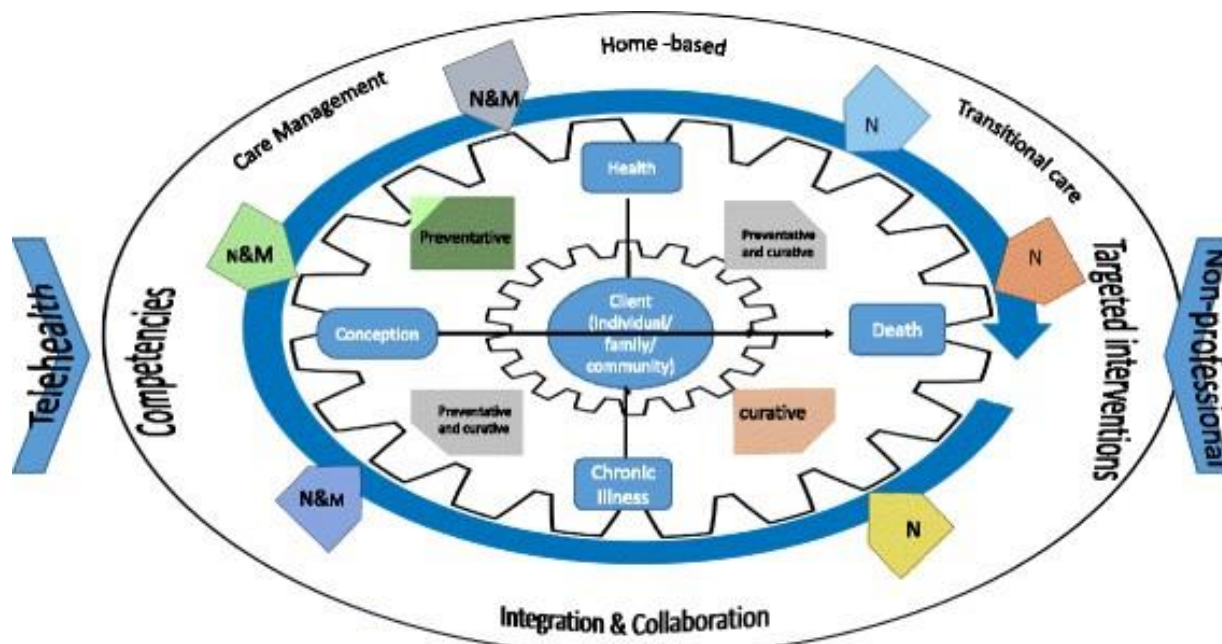 Home -based
Care Management
N&M
N
Transitional care
Health
Preventative
Preventative
and curative
N&M
N
Telehealth
Competencies
Conception
Client
(individual/
family/
community)
Death
Targeted interventions
Non-professional
Preventative
and curative
curative
Chronic
Illness
N&M
N
Integration & Collaboration